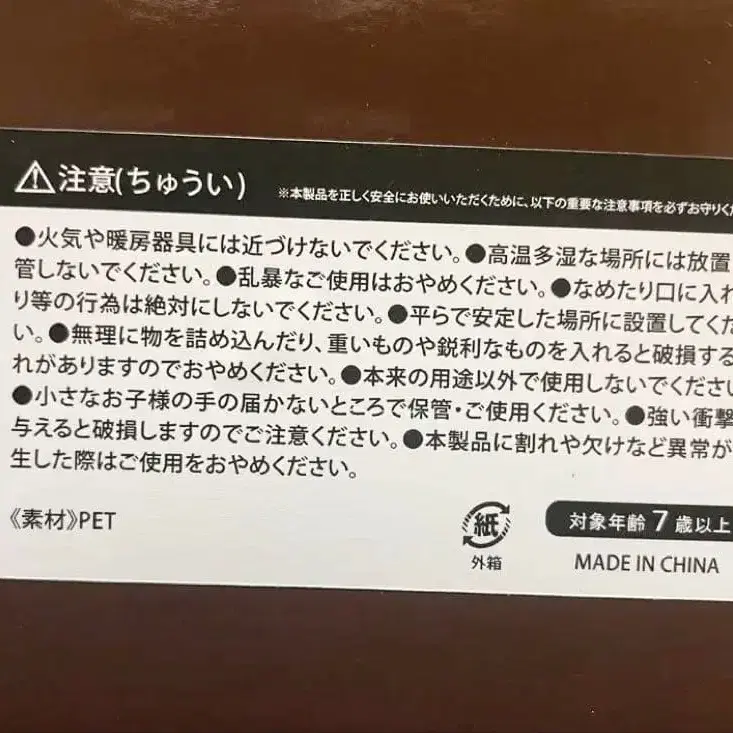 ⚠注意(ちゅうい) ※本製品を正しく安全にお使いいただくために、以下の重要な注意事項を必ずお守りくだ
●火気や暖房器具には近づけないでください。●高温多湿な場所には放置
管しないでください。●乱暴なご使用はおやめください。●なめたり口に入れ
り等の行為は絶対にしないでください。●平らで安定した場所に設置してくた
い。●無理に物を詰め込んだり、重いものや鋭利なものを入れると破損する
れがありますのでおやめください。●本来の用途以外で使用しないでくださ
●小さなお子様の手の届かないところで保管・ご使用ください。●強い衝撃
与えると破損しますのでご注意ください。●本製品に割れや欠けなど異常が
生した際はご使用をおやめください。
《素材》PET
紙
外箱
対象年齢 7 歳以上
MADE IN CHINA